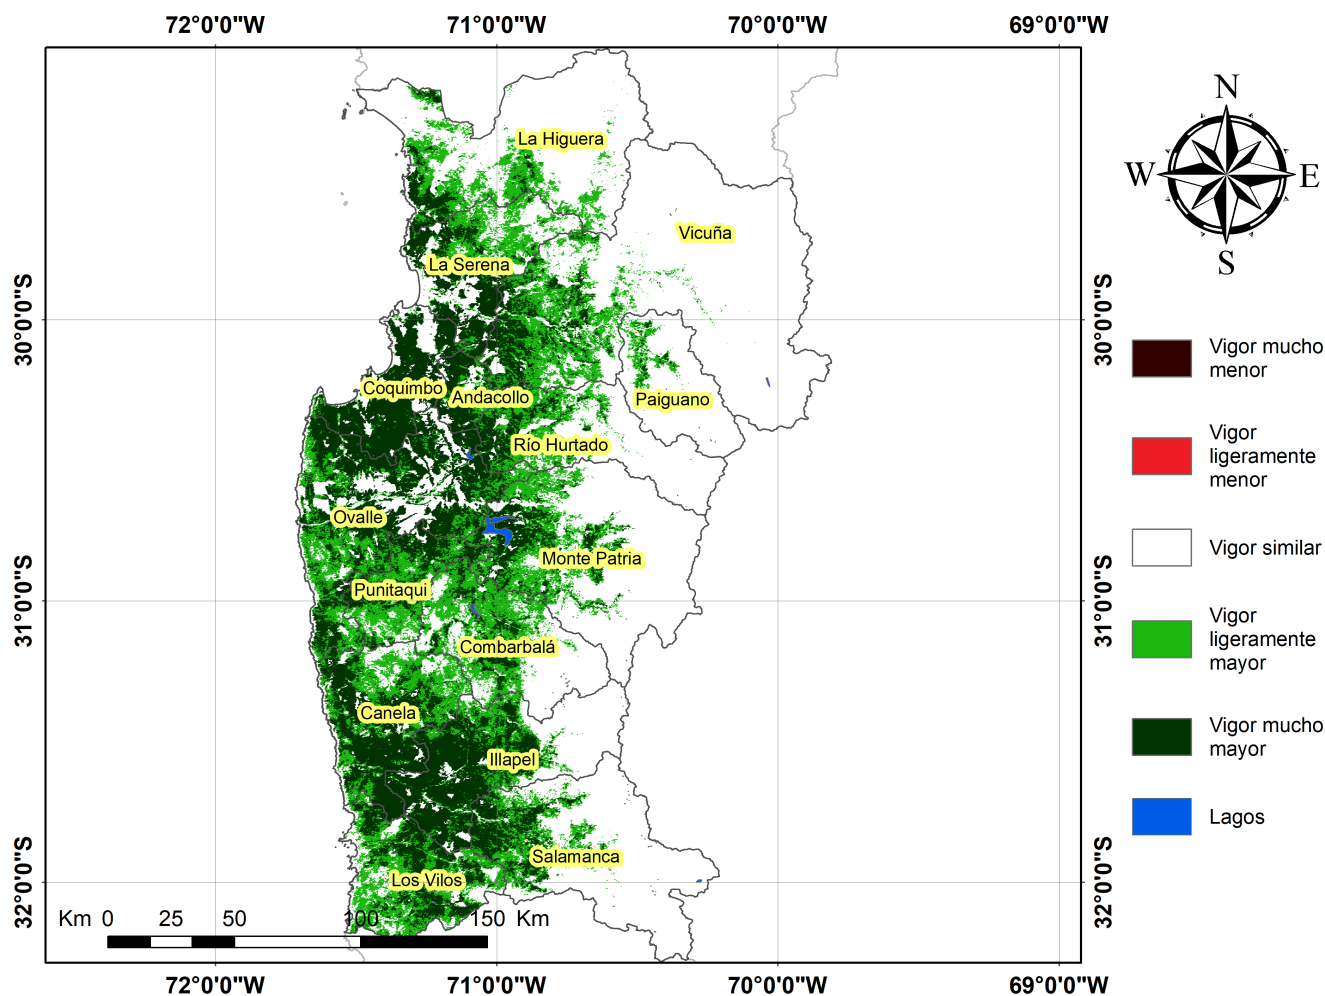 72°0'0"W 71°0'0"W 70°0'0"W 69°0'0"W
N
W E
S
La Higuera
Vicuña
La Serena
30°0'0"S 30°0'0"S
Coquimbo
Andacollo
Paiguano
Río Hurtado
Ovalle
Monte Patria
Punitaqui
31°0'0"S 31°0'0"S
Combarbalá
Canela
Illapel
Salamanca
Los Vilos
32°0'0"S 32°0'0"S
Km 0 25 50 100 150 Km
72°0'0"W 71°0'0"W 70°0'0"W 69°0'0"W
Vigor mucho
menor
Vigor
ligeramente
menor
Vigor similar
Vigor
ligeramente
mayor
Vigor mucho
mayor
Lagos